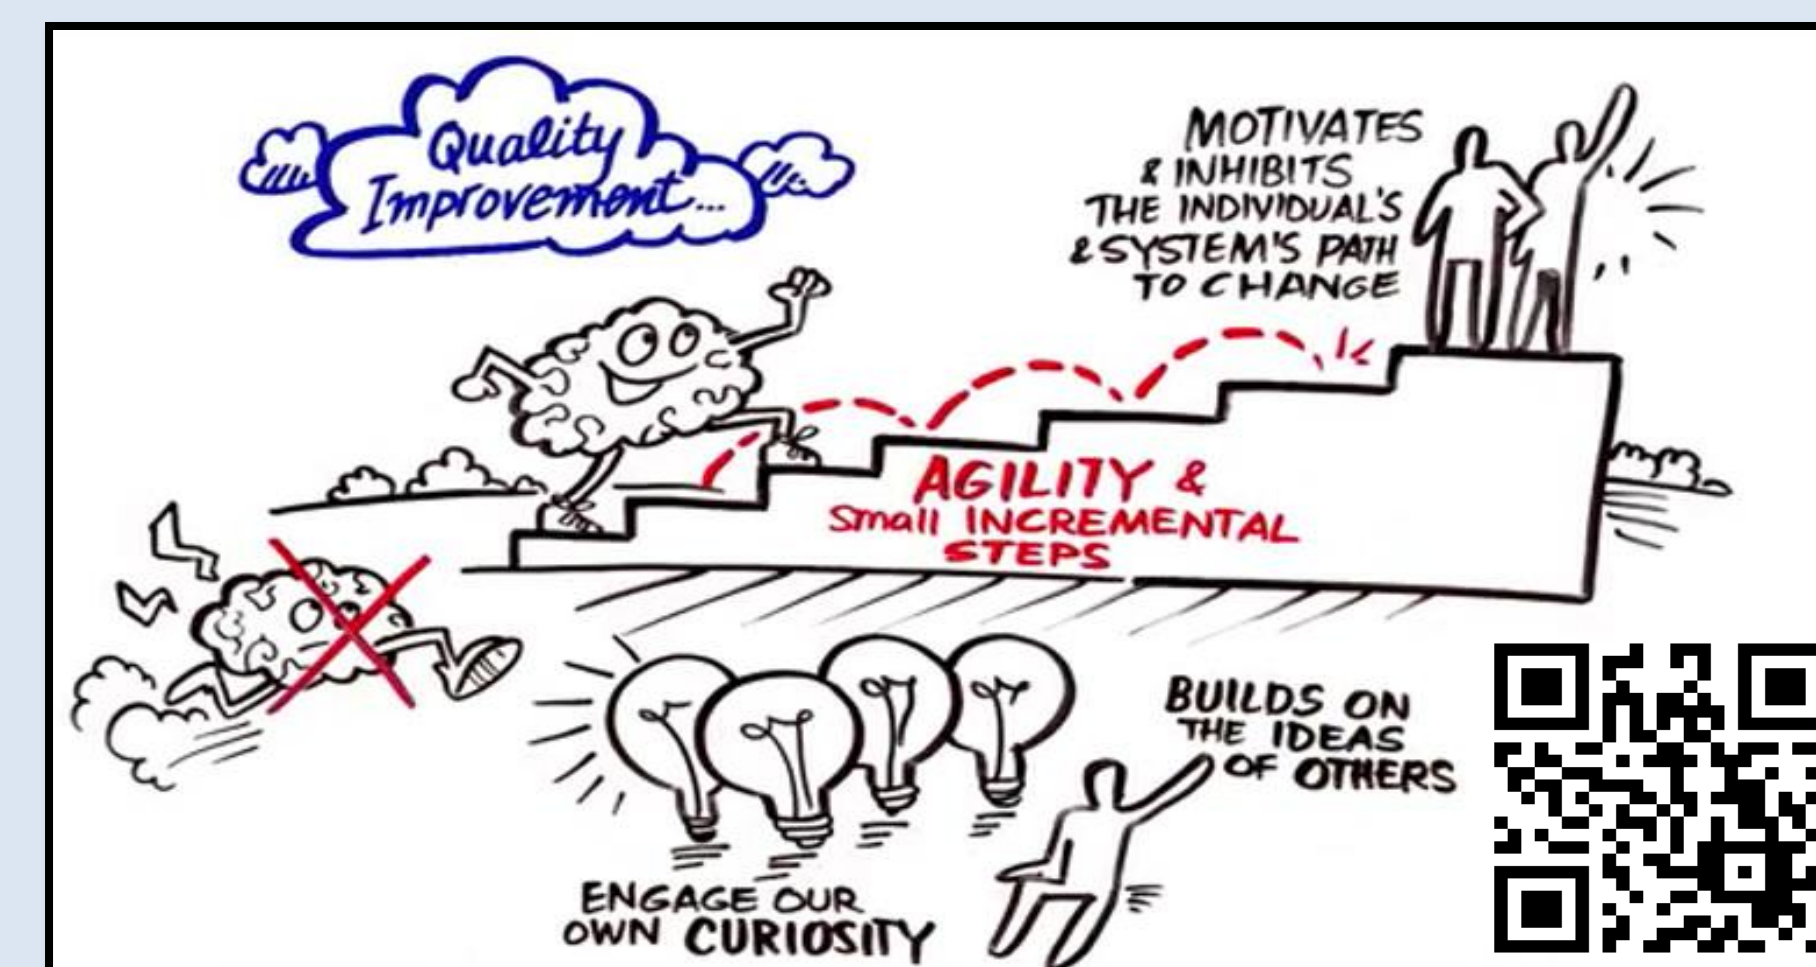 Quality
Improvement...
MOTIVATES
& INHIBITS
THE INDIVIDUAL'S
& SYSTEM'S PATH
TO CHANGE
AGILITY &
Small INCREMENTAL
STEPS
BUILDS ON
THE IDEAS
OF OTHERS
ENGAGE OUR
OWN CURIOSITY